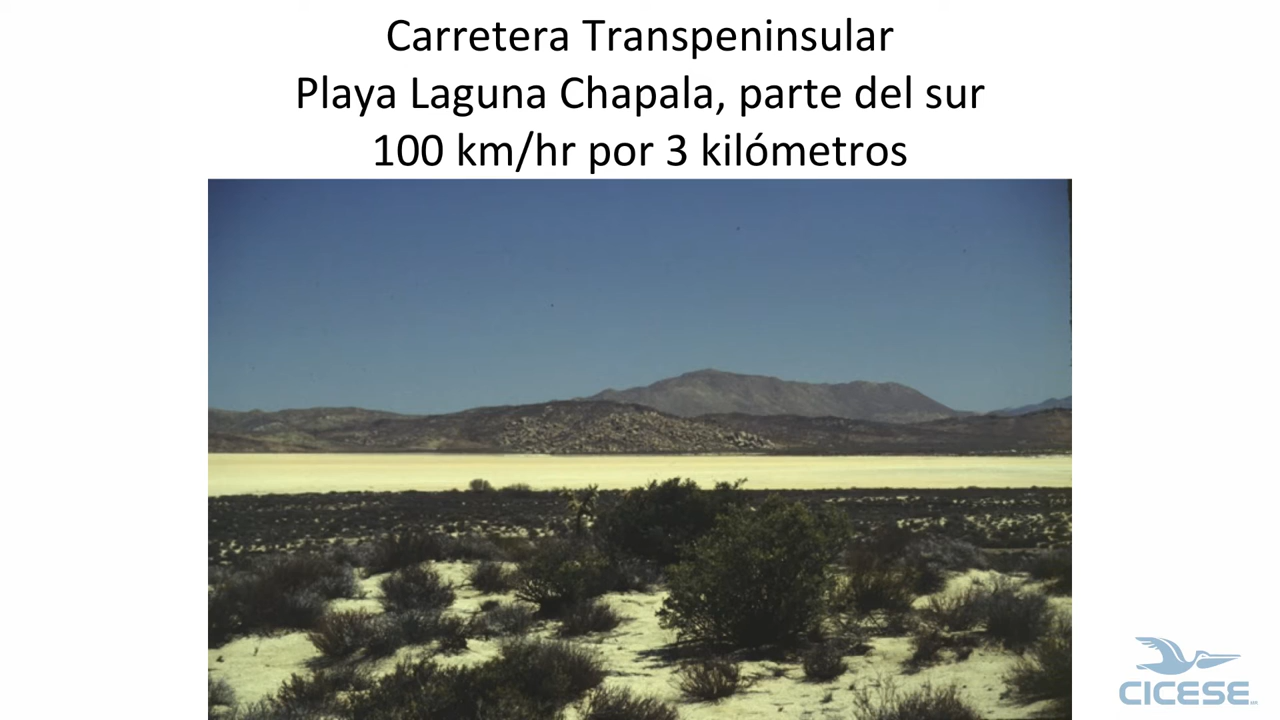 Carretera Transpeninsular
Playa Laguna Chapala, parte del sur
100 km/hr por 3 kilómetros
CICESE